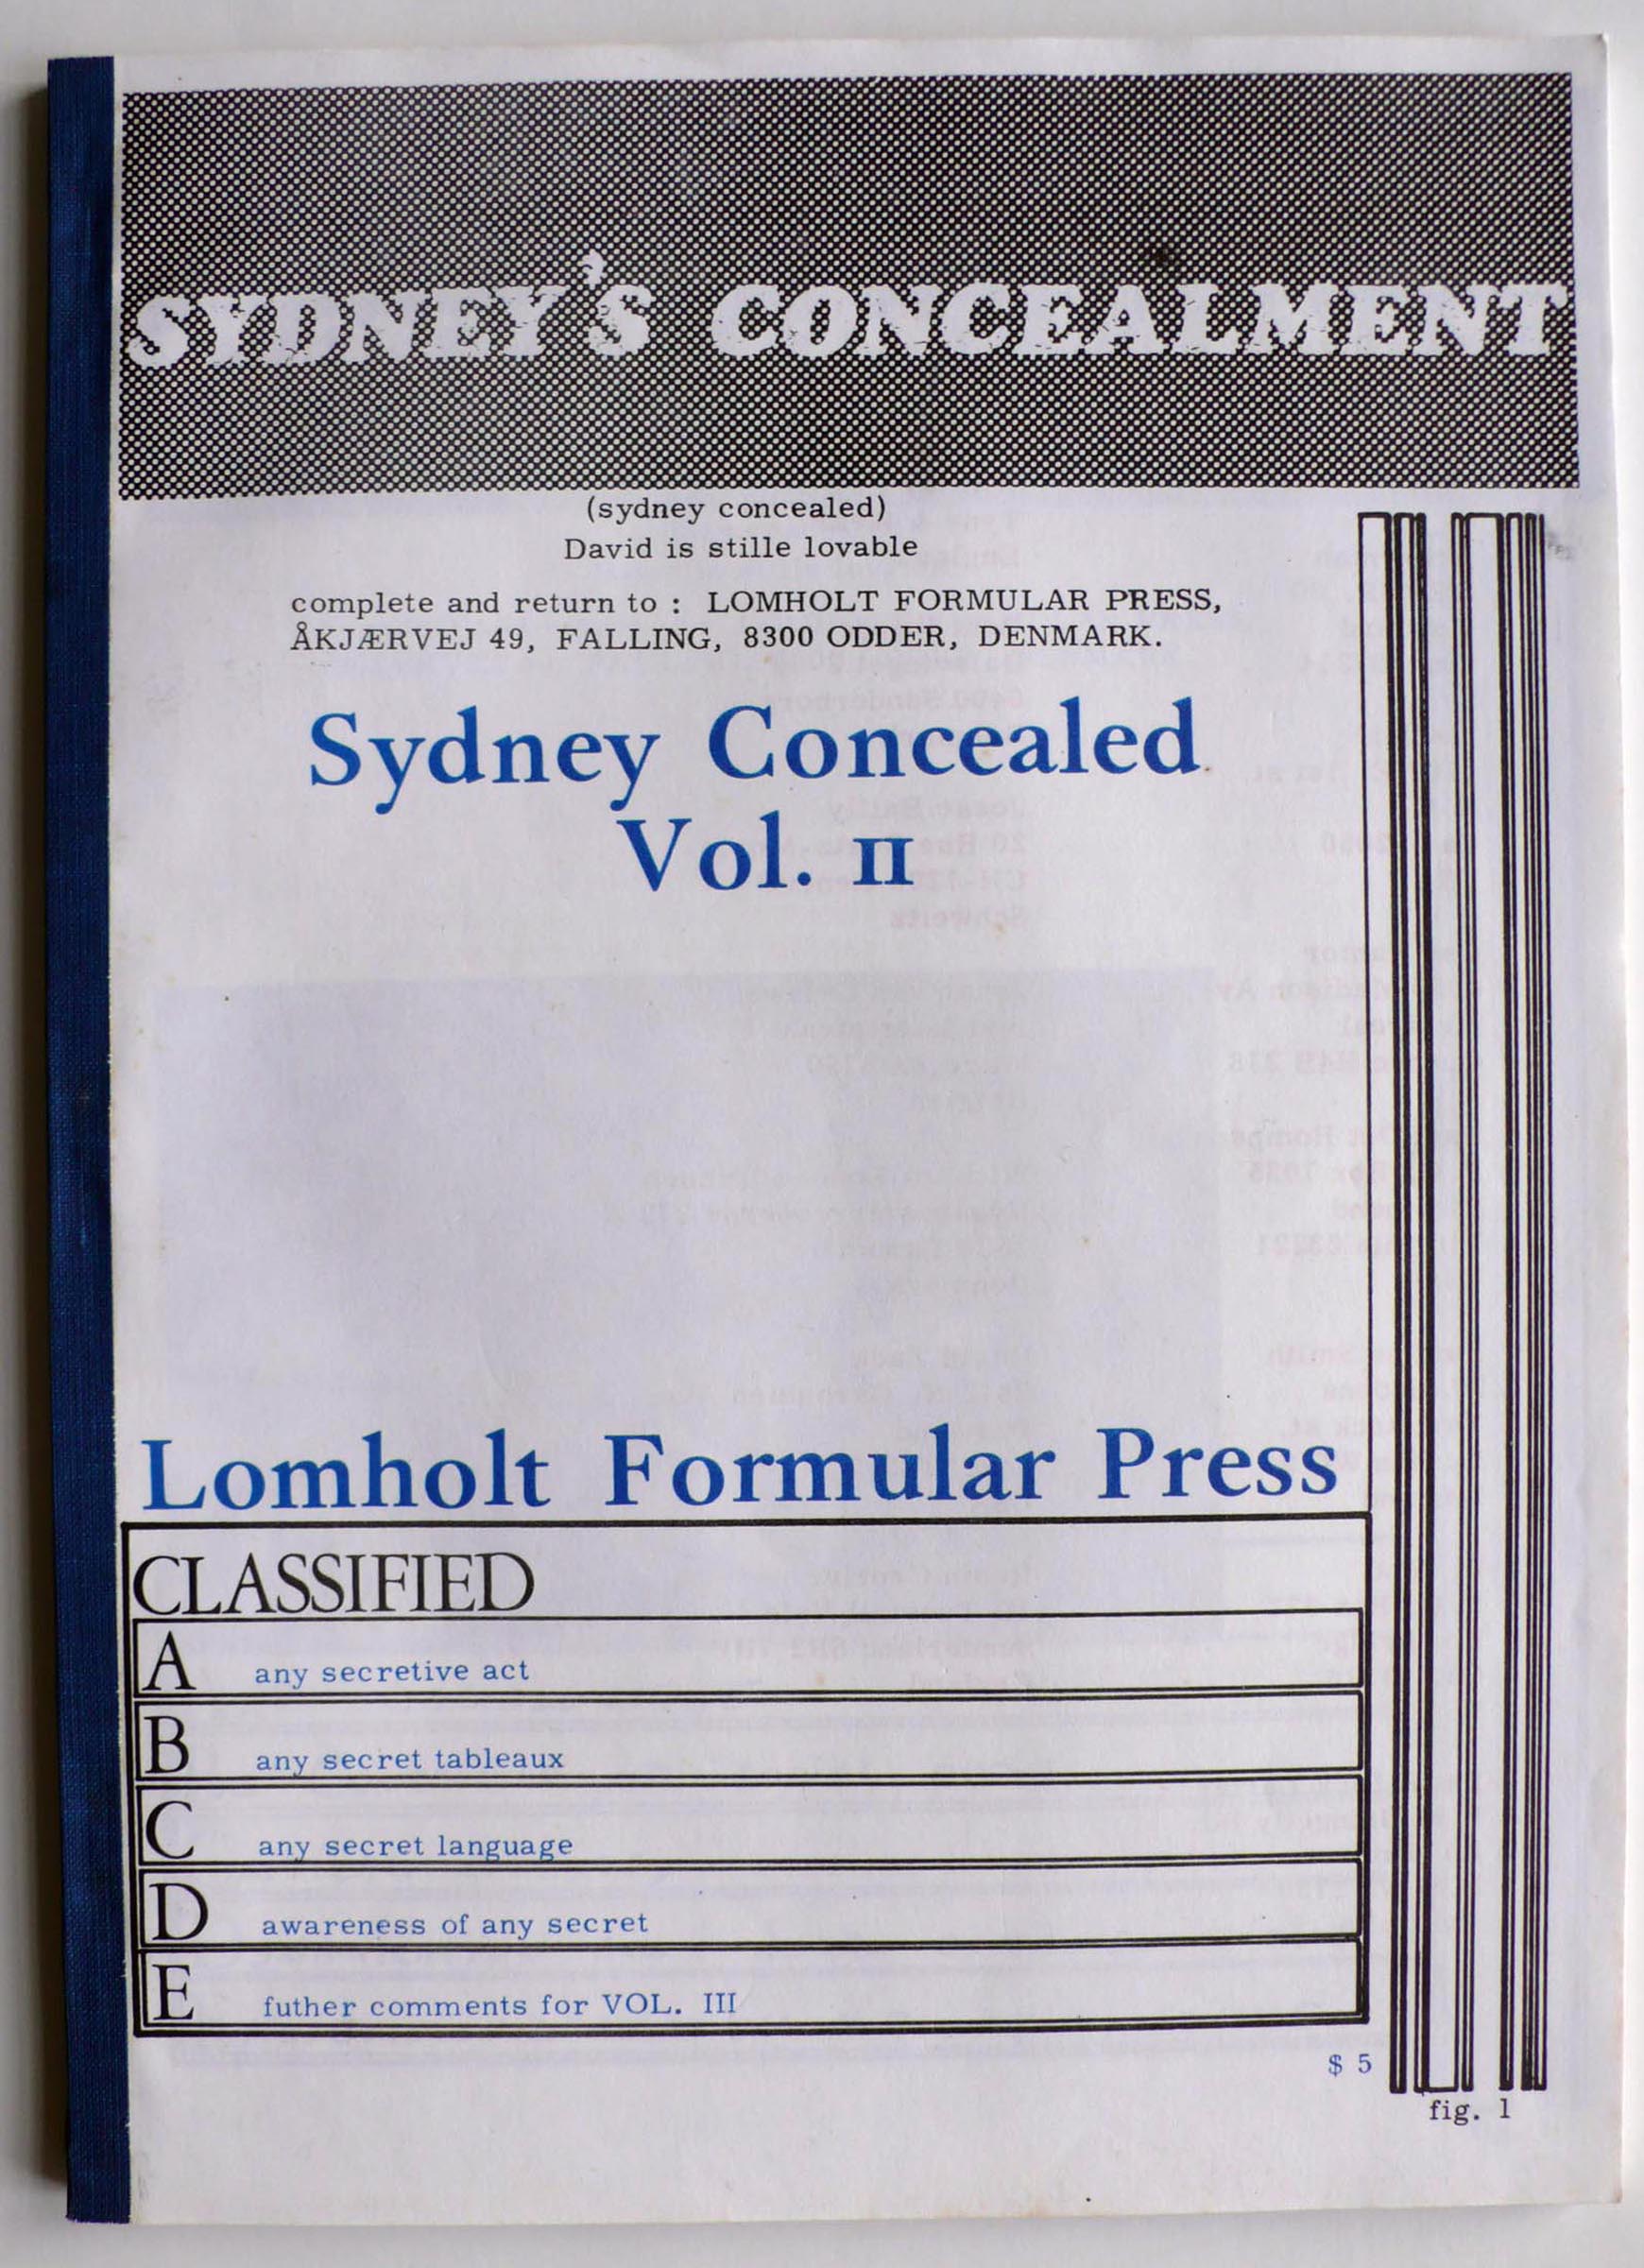 SYDNEY'S CONCEALMENT
(sydney concealed)
David is stille lovable
complete and return to : LOMHOLT FORMULAR PRESS,
ÅKJÆRVEJ 49, FALLING, 8300 ODDER, DENMARK.
Sydney Concealed
Vol. II
Lomholt Formular Press
CLASSIFIED
A any secretive act
B any secret tableaux
C any secret language
D awareness of any secret
E futher comments for VOL. III
$ 5
fig. 1